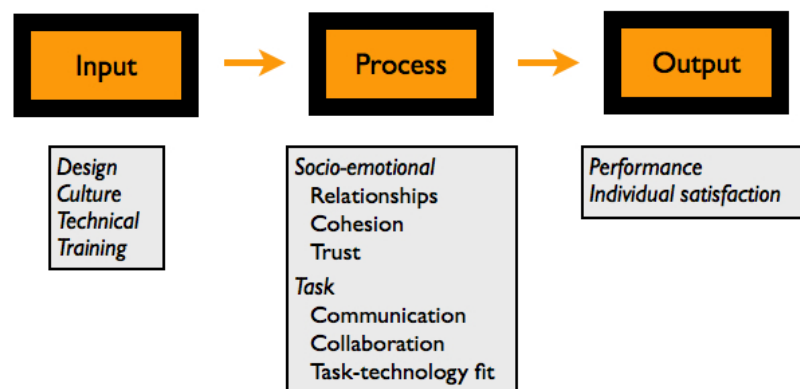 Input
Process
Output
Design
Culture
Technical
Training
Socio-emotional
Relationships
Cohesion
Trust
Task
Communication
Collaboration
Task-technology fit
Performance
Individual satisfaction